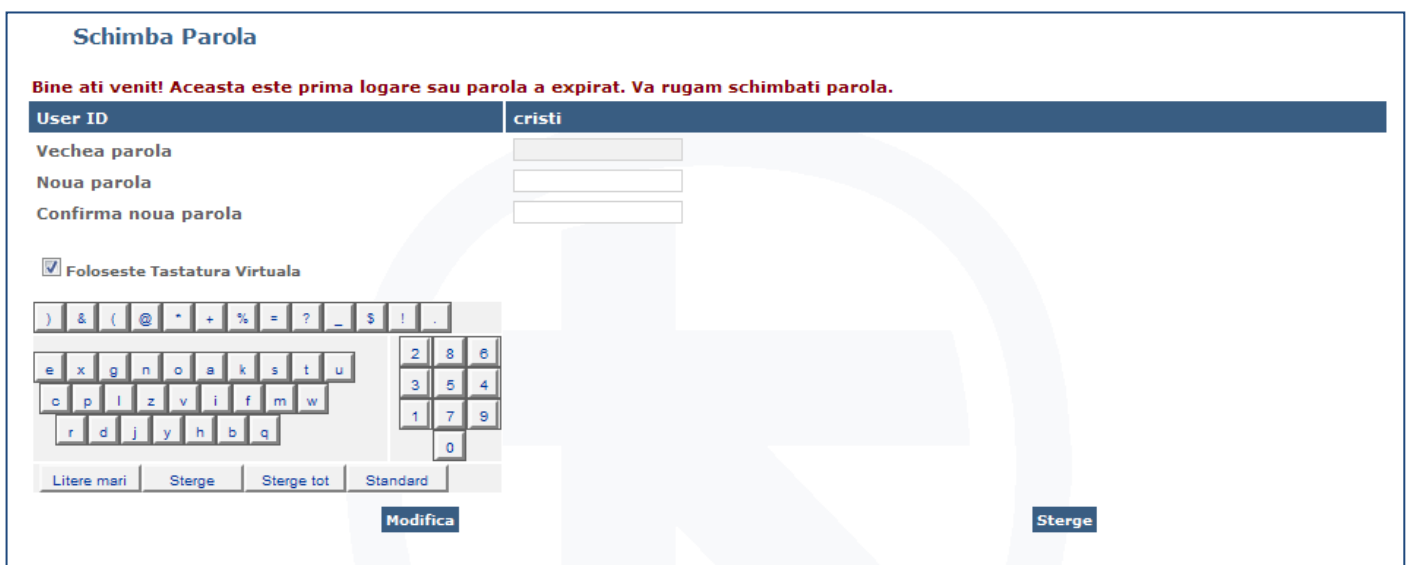 Schimba Parola
Bine ati venit! Aceasta este prima logare sau parola a expirat. Va rugam schimbati parola.
User ID cristi
Vechea parola
Noua parola
Confirma noua parola
Foloseste Tastatura Virtuala
) & ( @ * + % = ? _ $ ! .
e x g n o a k s t u
c p l z v i f m w
r d j y h b q
2 8 6
3 5 4
1 7 9
0
Litere mari Sterge Sterge tot Standard
Modifica Sterge